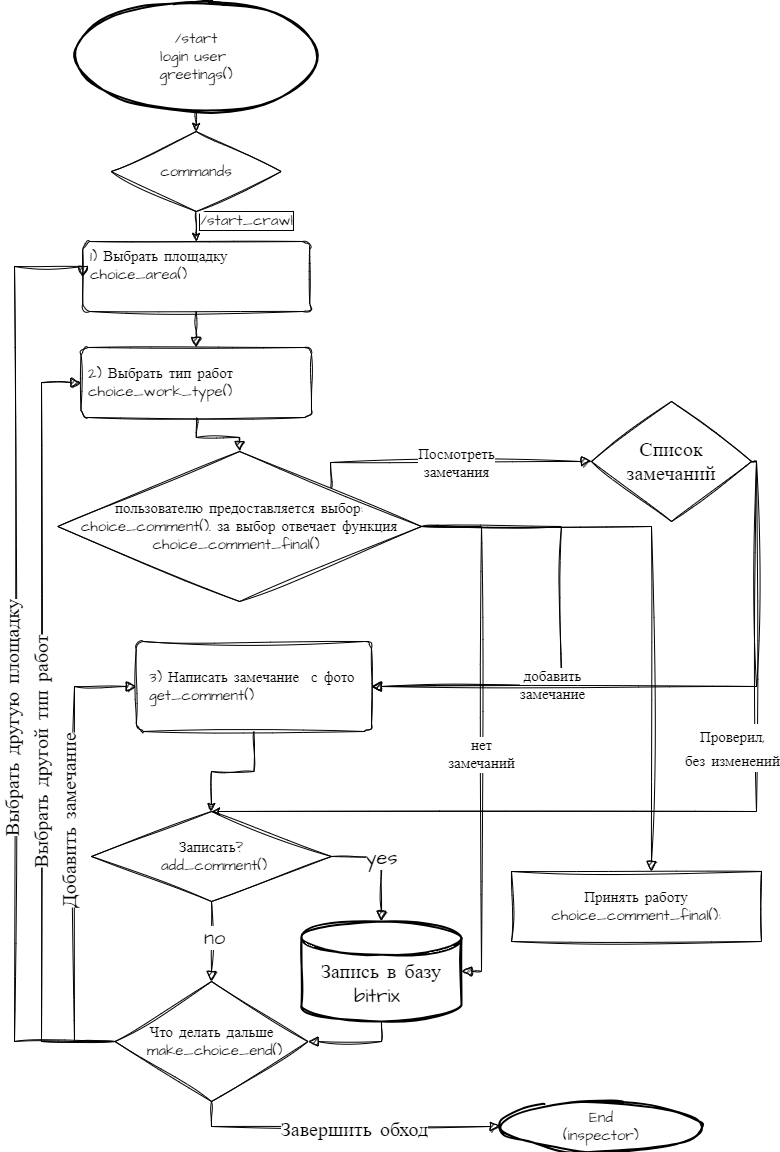 /start
login user
greetings()
commands
/start_crawl
1) Выбрать площадку
choice_area()
2) Выбрать тип работ
choice_work_type()
Посмотреть
замечания
Список
замечаний
пользователю предоставляется выбор:
choice_comment(). за выбор отвечает функция
choice_comment_final()
3) Написать замечание с фото
get_comment()
добавить
замечание
нет
замечаний
Проверил,
без изменений
Выбрать другую площадку
Выбрать другой тип работ
Добавить замечание
Записать?
add_comment()
yes
Принять работу
choice_comment_final():
no
Запись в базу
bitrix
Что делать дальше
make_choice_end()
Завершить обход
End
(inspector)